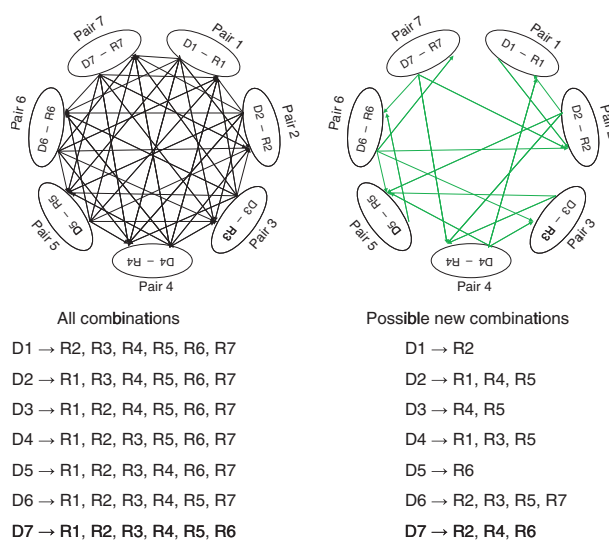 Pair 7
D7 – R7
Pair 1
D1 – R1
Pair 6
D6 – R6
Pair 2
D2 – R2
Pair 5
D5 – R5
Pair 3
D3 – R3
D4 – R4
Pair 4
Pair 7
D7 – R7
Pair 1
D1 – R1
Pair 6
D6 – R6
Pair 2
D2 – R2
Pair 5
D5 – R5
Pair 3
D3 – R3
D4 – R4
Pair 4
All combinations
D1 → R2, R3, R4, R5, R6, R7
D2 → R1, R3, R4, R5, R6, R7
D3 → R1, R2, R4, R5, R6, R7
D4 → R1, R2, R3, R5, R6, R7
D5 → R1, R2, R3, R4, R6, R7
D6 → R1, R2, R3, R4, R5, R7
D7 → R1, R2, R3, R4, R5, R6
Possible new combinations
D1 → R2
D2 → R1, R4, R5
D3 → R4, R5
D4 → R1, R3, R5
D5 → R6
D6 → R2, R3, R5, R7
D7 → R2, R4, R6